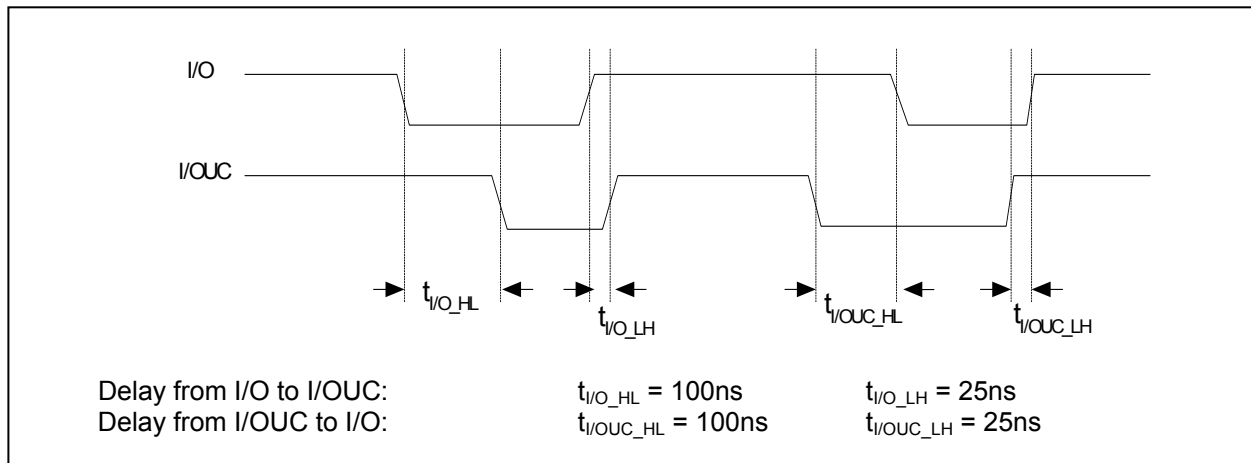 I/O
I/OUC
tI/O_HL
tI/O_LH
tI/OUC_HL
tI/OUC_LH
Delay from I/O to I/OUC: tI/O_HL = 100ns tI/O_LH = 25ns
Delay from I/OUC to I/O: tI/OUC_HL = 100ns tI/OUC_LH = 25ns